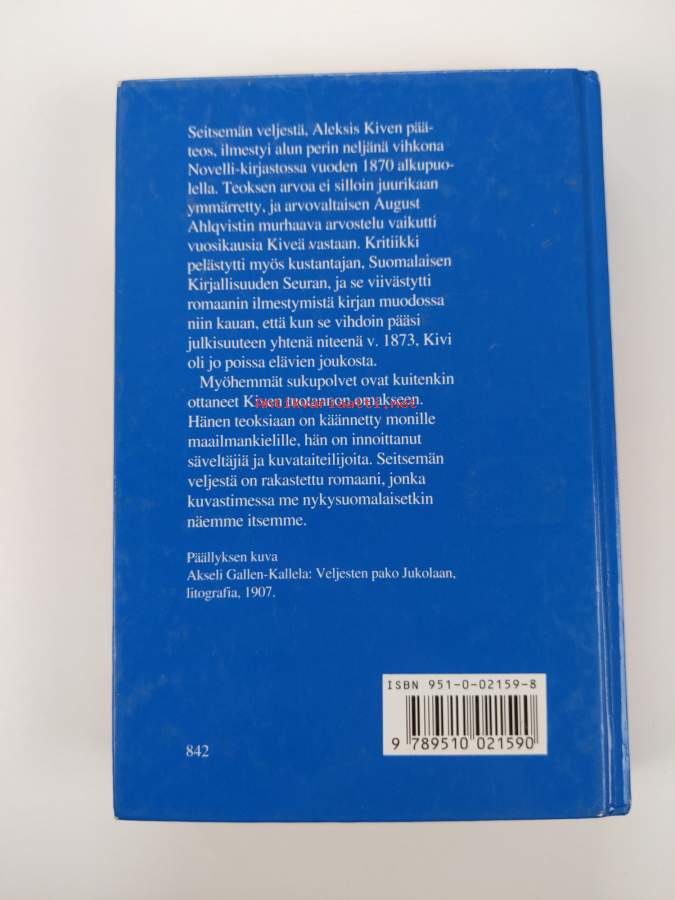 Seitsemän veljestä, Aleksis Kiven pää-
teos, ilmestyi alun perin neljänä vihkona
Novelli-kirjastossa vuoden 1870 alkupuo-
lella. Teoksen arvoa ei silloin juurikaan
ymmärretty, ja arvovaltaisen August
Ahlqvistin murhaava arvostelu vaikutti
vuosikausia Kiveä vastaan. Kritiikki
pelästytti myös kustantajan, Suomalaisen
Kirjallisuuden Seuran, ja se viivästytti
romaanin ilmestymistä kirjan muodossa
niin kauan, että kun se vihdoin pääsi
julkisuuteen yhtenä niteenä v. 1873, Kivi
oli jo poissa elävien joukosta.
Myöhemmät sukupolvet ovat kuitenkin
ottaneet Kiven tuotannon omakseen.
antikvariaatti.net
Hänen teoksiaan on käännetty monille
maailmankielille, hän on innoittanut
säveltäjiä ja kuvataiteilijoita. Seitsemän
veljestä on rakastettu romaani, jonka
kuvastimessa me nykysuomalaisetkin
näemme itsemme.
Päällyksen kuva
Akseli Gallen-Kallela: Veljesten pako Jukolaan,
litografia, 1907.
ISBN 951-0-02159-8
9 789510 021590
842